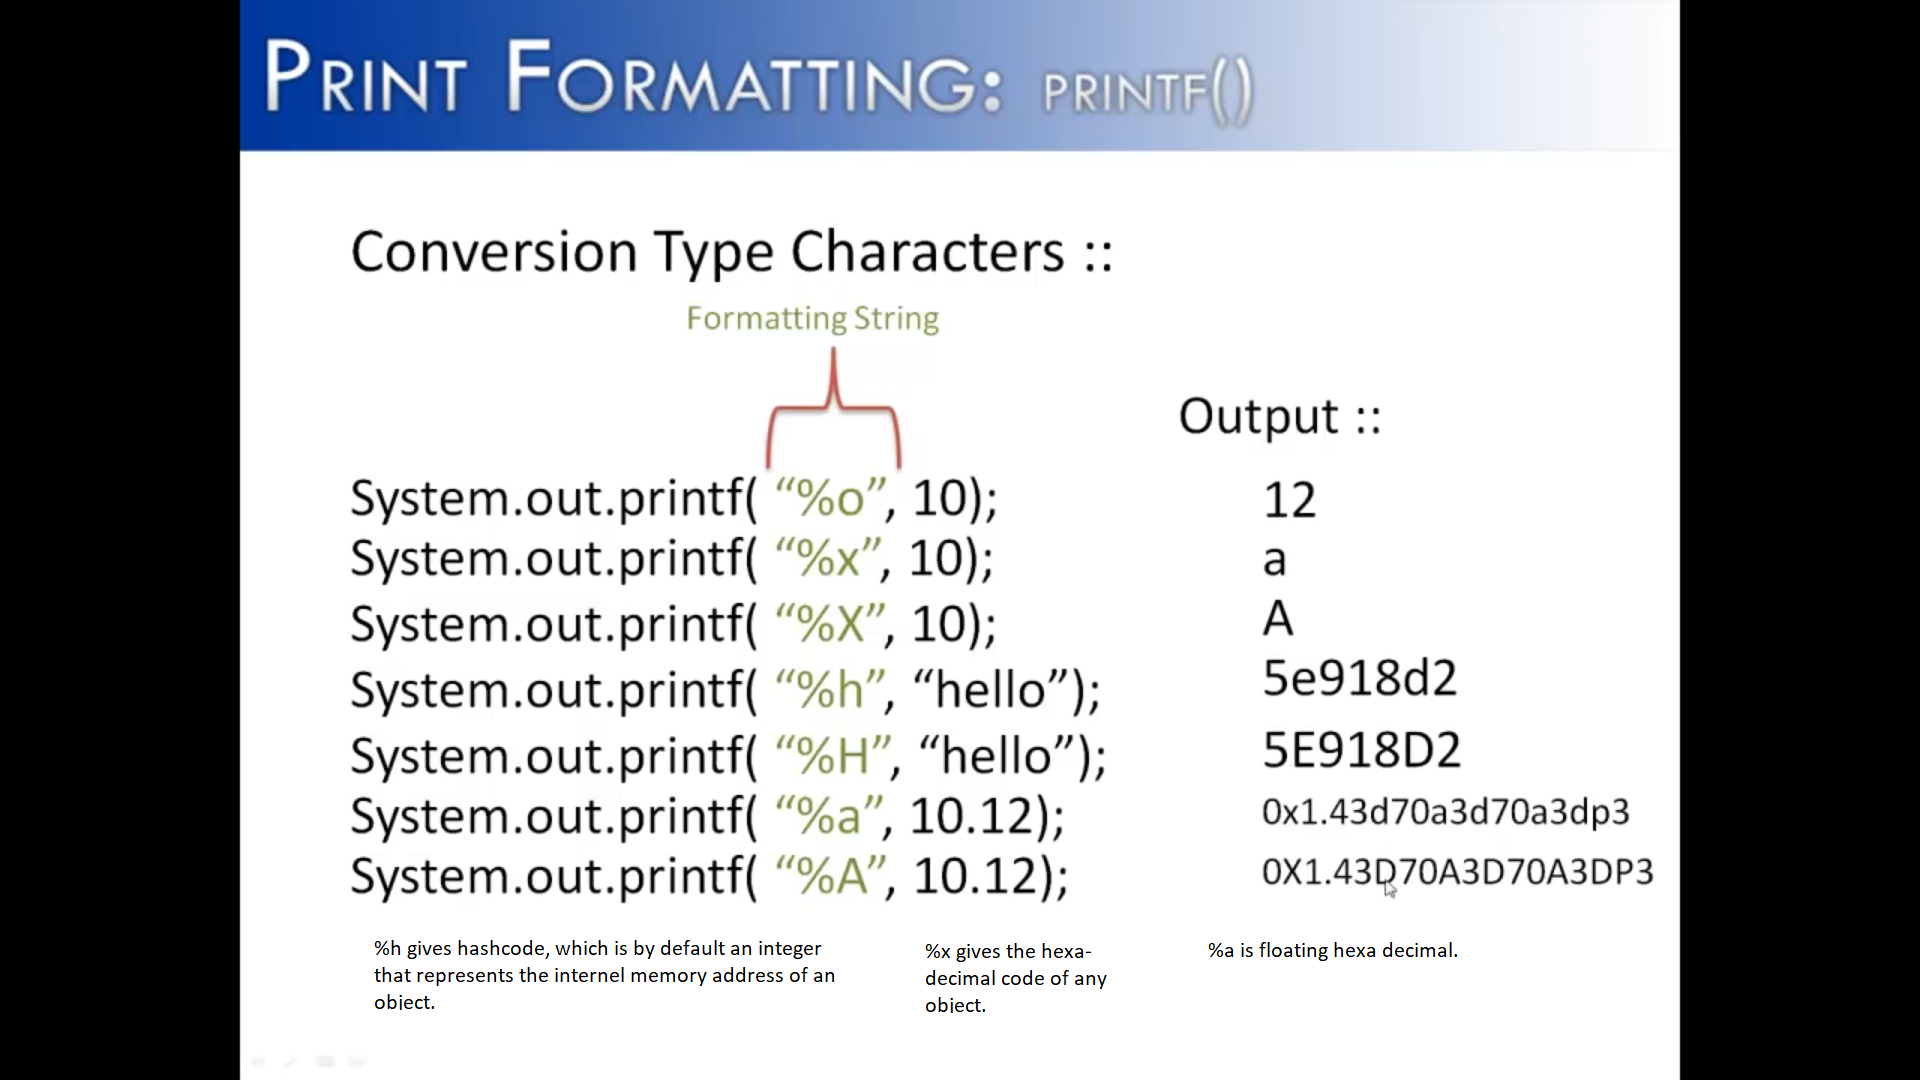 PRINT FORMATTING: PRINTF()
Conversion Type Characters ::
Formatting String
Output ::
System.out.printf( “%o”, 10); 12
System.out.printf( “%x”, 10); a
System.out.printf( “%X”, 10); A
System.out.printf( “%h”, “hello”); 5e918d2
System.out.printf( “%H”, “hello”); 5E918D2
System.out.printf( “%a”, 10.12); 0x1.43d70a3d70a3dp3
System.out.printf( “%A”, 10.12); 0X1.43D70A3D70A3DP3
%h gives hashcode, which is by default an integer
that represents the internel memory address of an
object.
%x gives the hexa-
decimal code of any
object.
%a is floating hexa decimal.